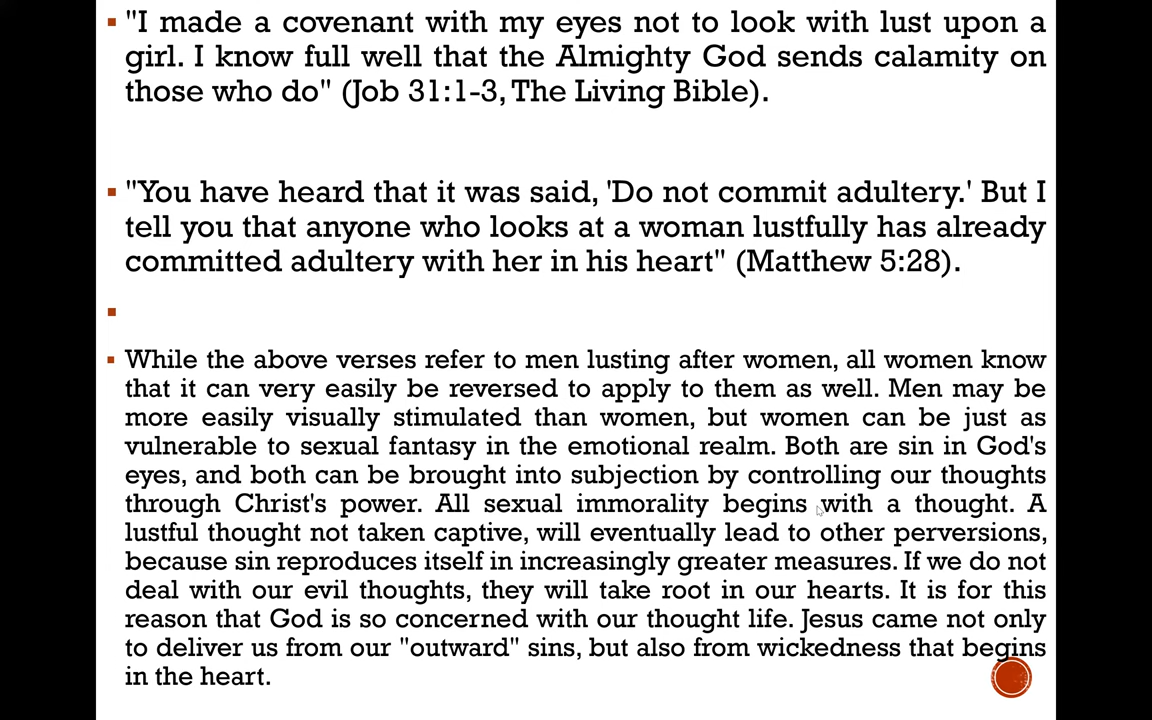 "I made a covenant with my eyes not to look with lust upon a
girl. I know full well that the Almighty God sends calamity on
those who do" (Job 31:1-3, The Living Bible).
"You have heard that it was said, 'Do not commit adultery.' But I
tell you that anyone who looks at a woman lustfully has already
committed adultery with her in his heart" (Matthew 5:28).
While the above verses refer to men lusting after women, all women know
that it can very easily be reversed to apply to them as well. Men may be
more easily visually stimulated than women, but women can be just as
vulnerable to sexual fantasy in the emotional realm. Both are sin in God's
eyes, and both can be brought into subjection by controlling our thoughts
through Christ's power. All sexual immorality begins with a thought. A
lustful thought not taken captive, will eventually lead to other perversions,
because sin reproduces itself in increasingly greater measures. If we do not
deal with our evil thoughts, they will take root in our hearts. It is for this
reason that God is so concerned with our thought life. Jesus came not only
to deliver us from our "outward" sins, but also from wickedness that begins
in the heart.